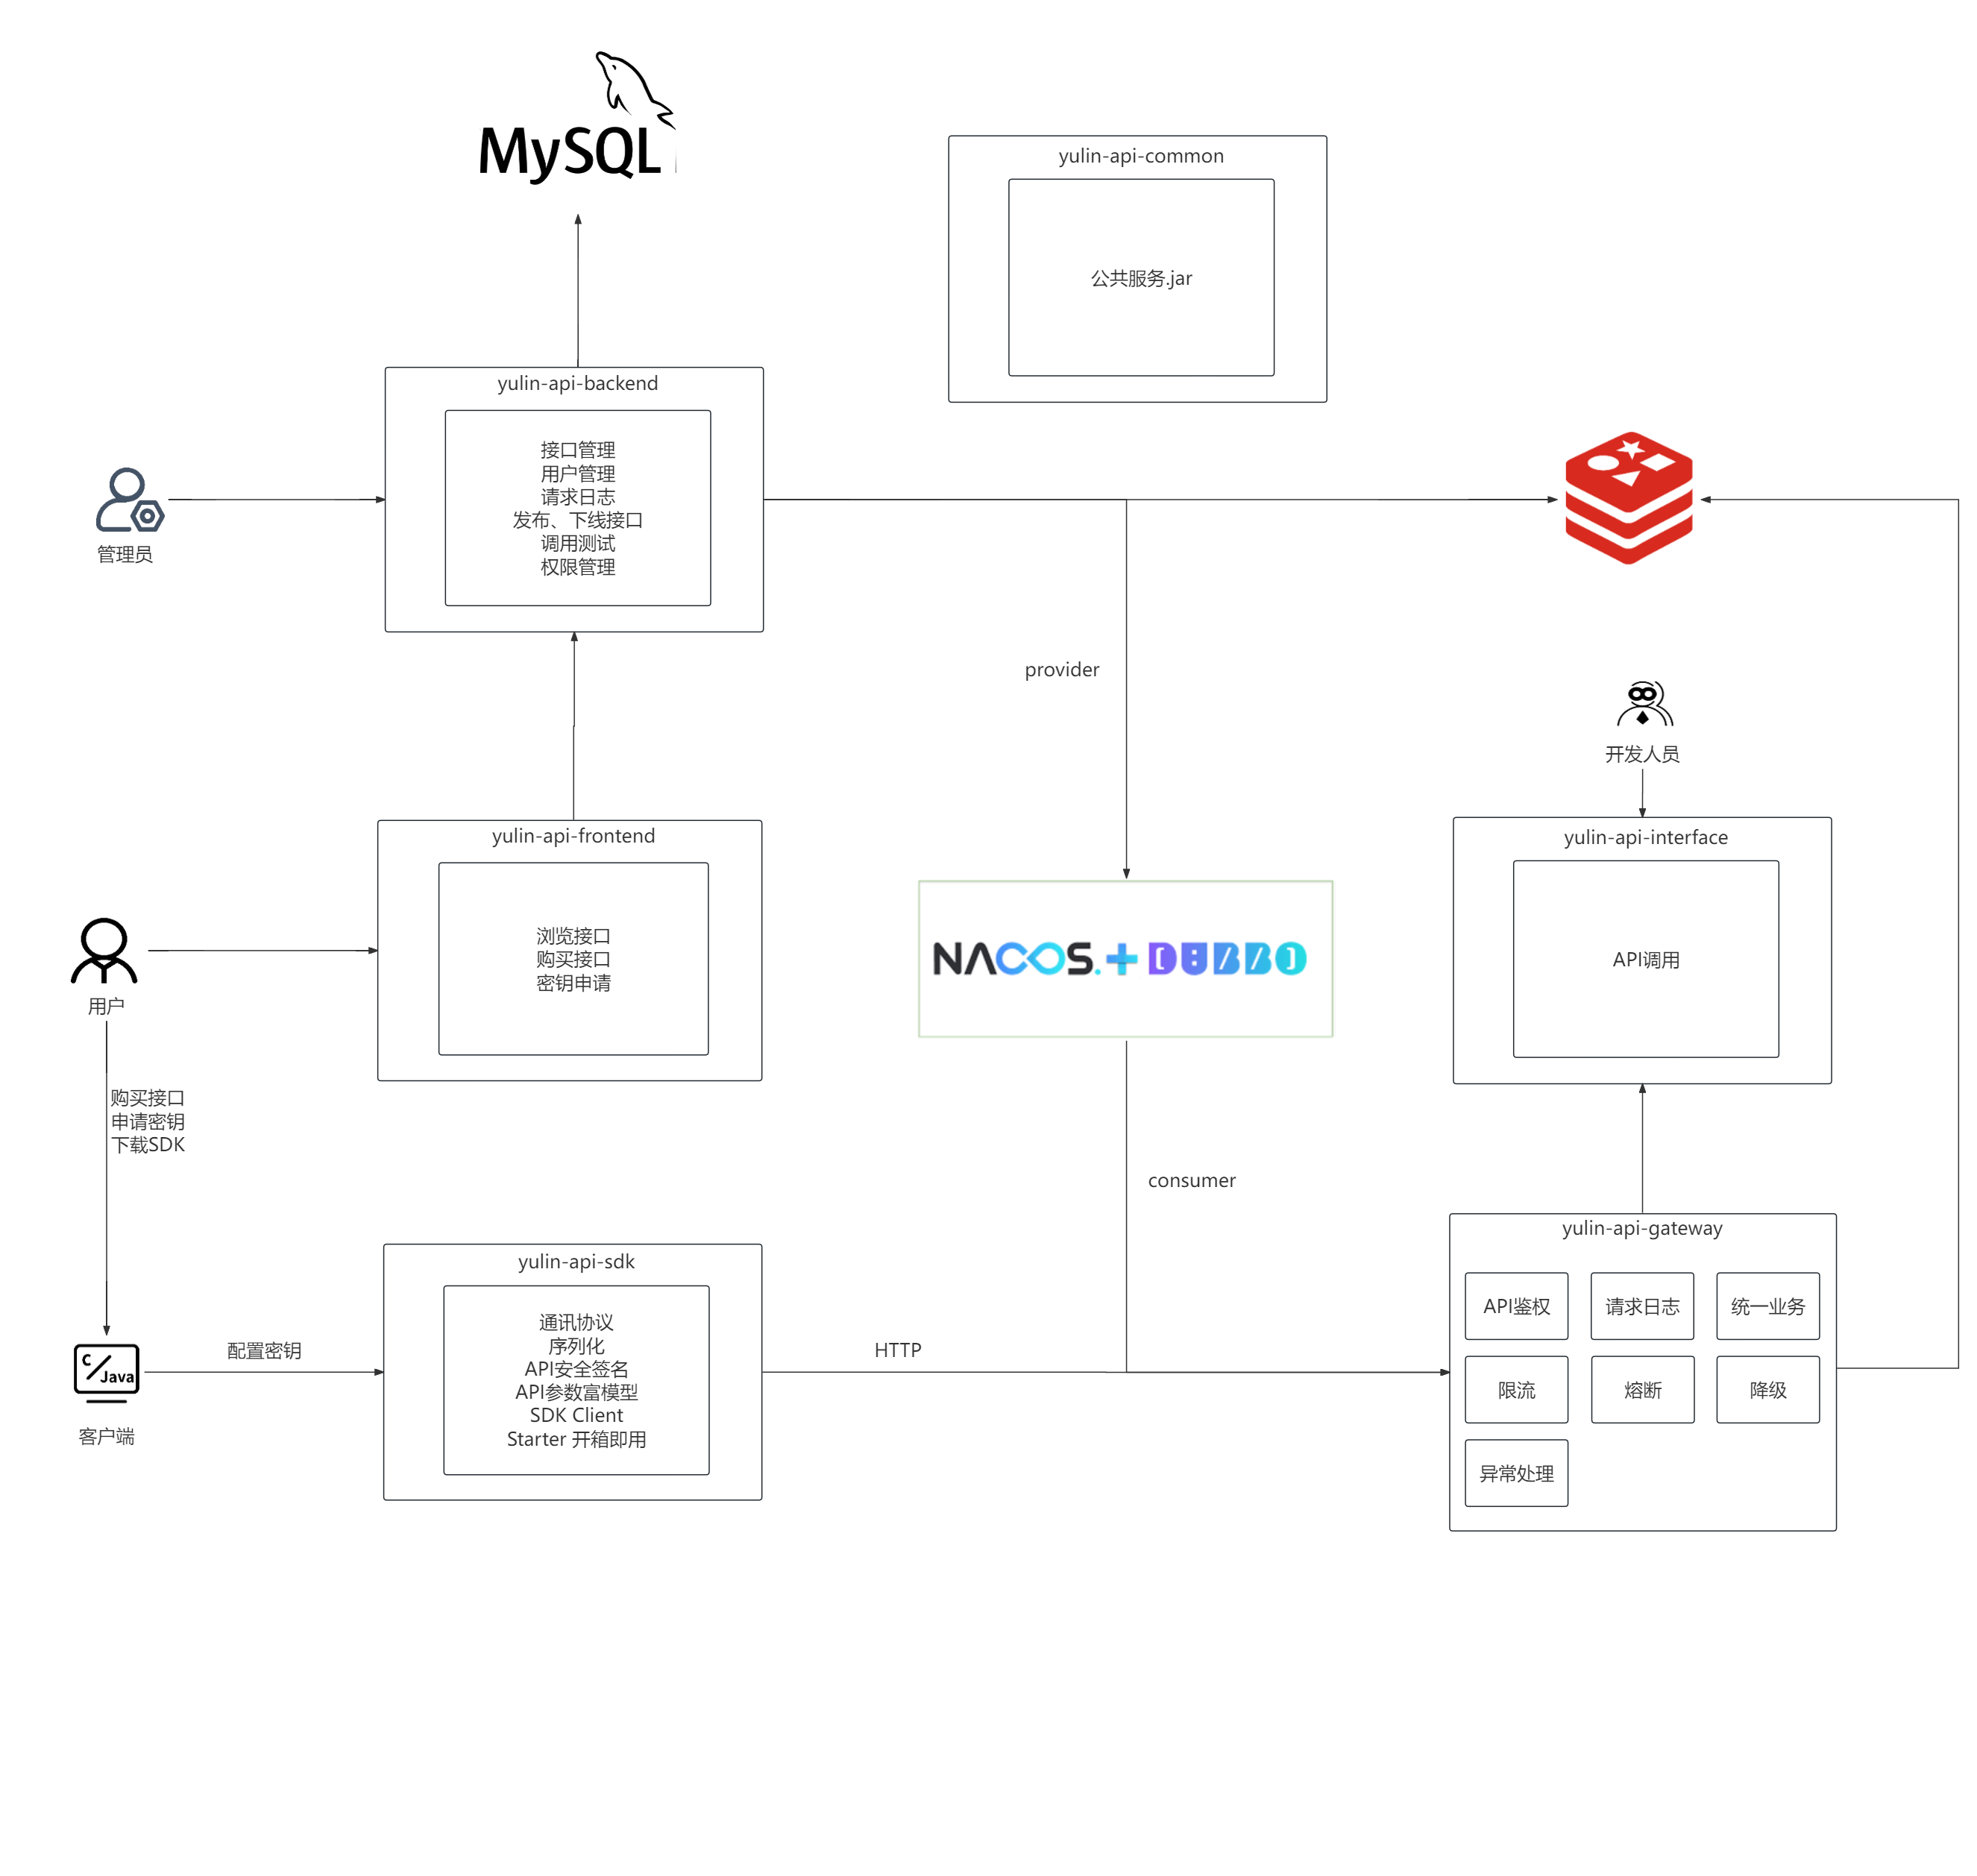 MySQL
yulin-api-common
公共服务.jar
yulin-api-backend
接口管理
用户管理
请求日志
发布、下线接口
调用测试
权限管理
管理员
provider
开发人员
yulin-api-frontend
浏览接口
购买接口
密钥申请
用户
NACOS.+DUBBO
yulin-api-interface
API调用
购买接口
申请密钥
下载SDK
consumer
yulin-api-gateway
API鉴权
请求日志
统一业务
限流
熔断
降级
异常处理
yulin-api-sdk
通讯协议
序列化
API安全签名
API参数富模型
SDK Client
Starter 开箱即用
HTTP
配置密钥
C/Java
客户端